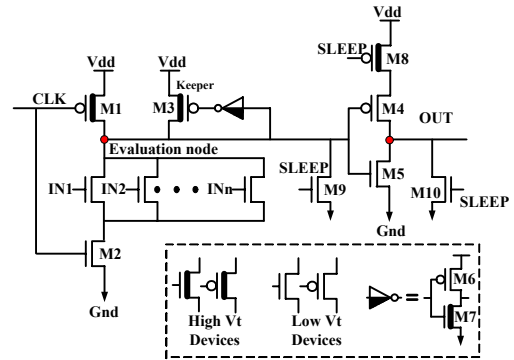 Vdd
Vdd
Vdd
SLEEP
M8
Keeper
CLK
M1
M3
M4
OUT
Evaluation node
SLEEP
M5
IN1
IN2
INn
M9
M10
SLEEP
M2
Gnd
Gnd
High Vt
Devices
Low Vt
Devices
=
M6
M7